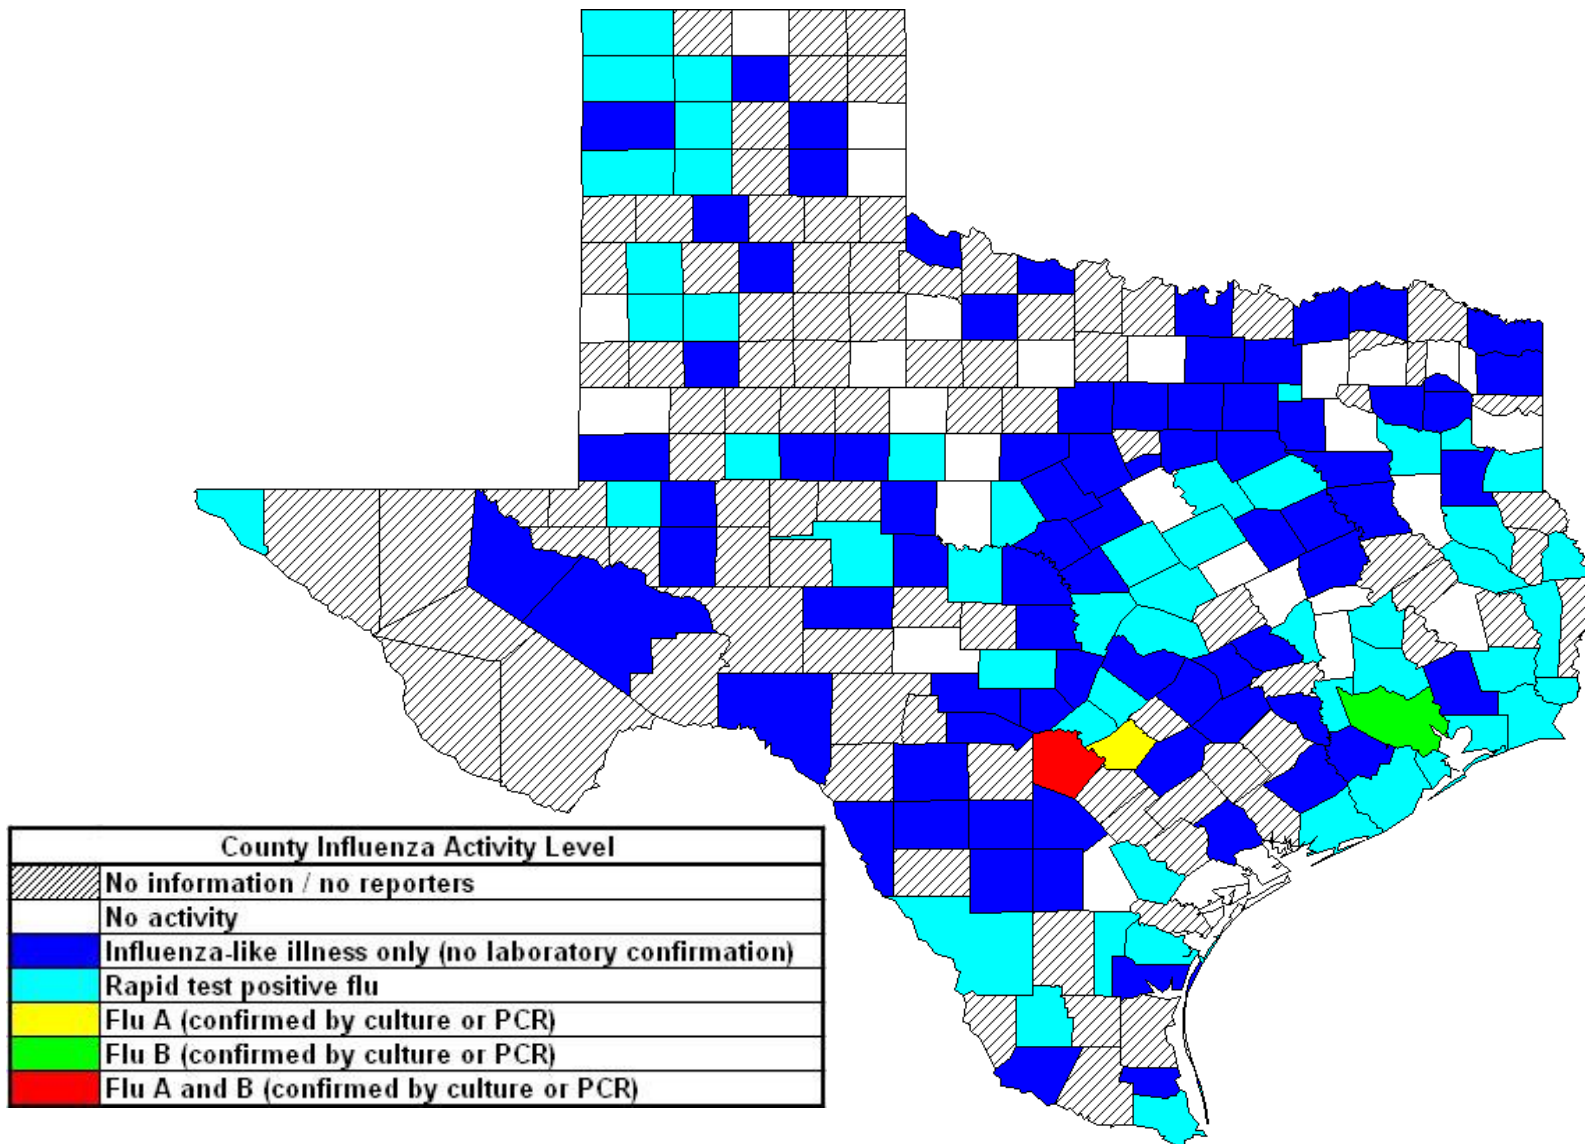 County Influenza Activity Level
No information / no reporters
No activity
Influenza-like illness only (no laboratory confirmation)
Rapid test positive flu
Flu A (confirmed by culture or PCR)
Flu B (confirmed by culture or PCR)
Flu A and B (confirmed by culture or PCR)